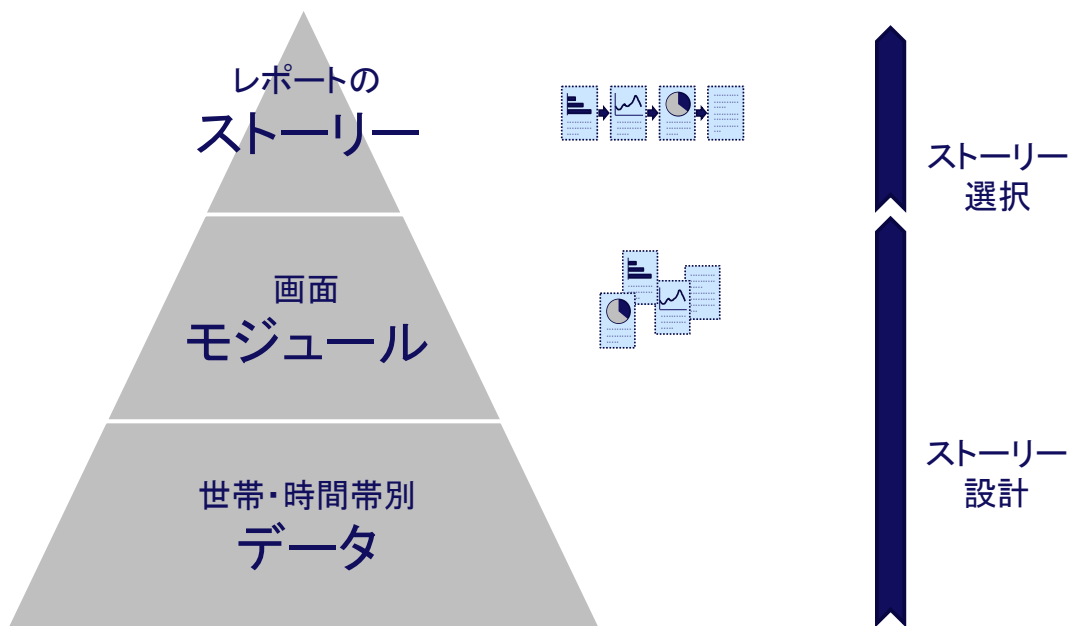 レポートの
ストーリー
ストーリー
選択
画面
モジュール
世帯・時間帯別
データ
ストーリー
設計